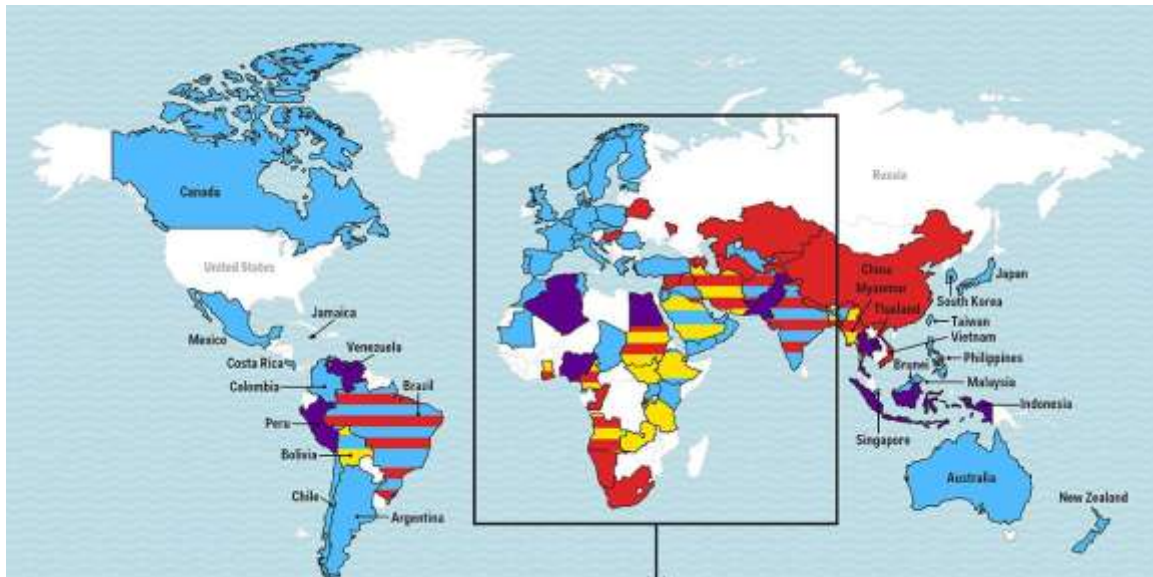 Canada
Russia
United States
China
Japan
Myanmar
South Korea
Jamaica
Thailand
Taiwan
Mexico
Vietnam
Venezuela
Costa Rica
Philippines
Brunei
Colombia
Malaysia
Brazil
Indonesia
Peru
Singapore
Bolivia
Australia
Chile
New Zealand
Argentina